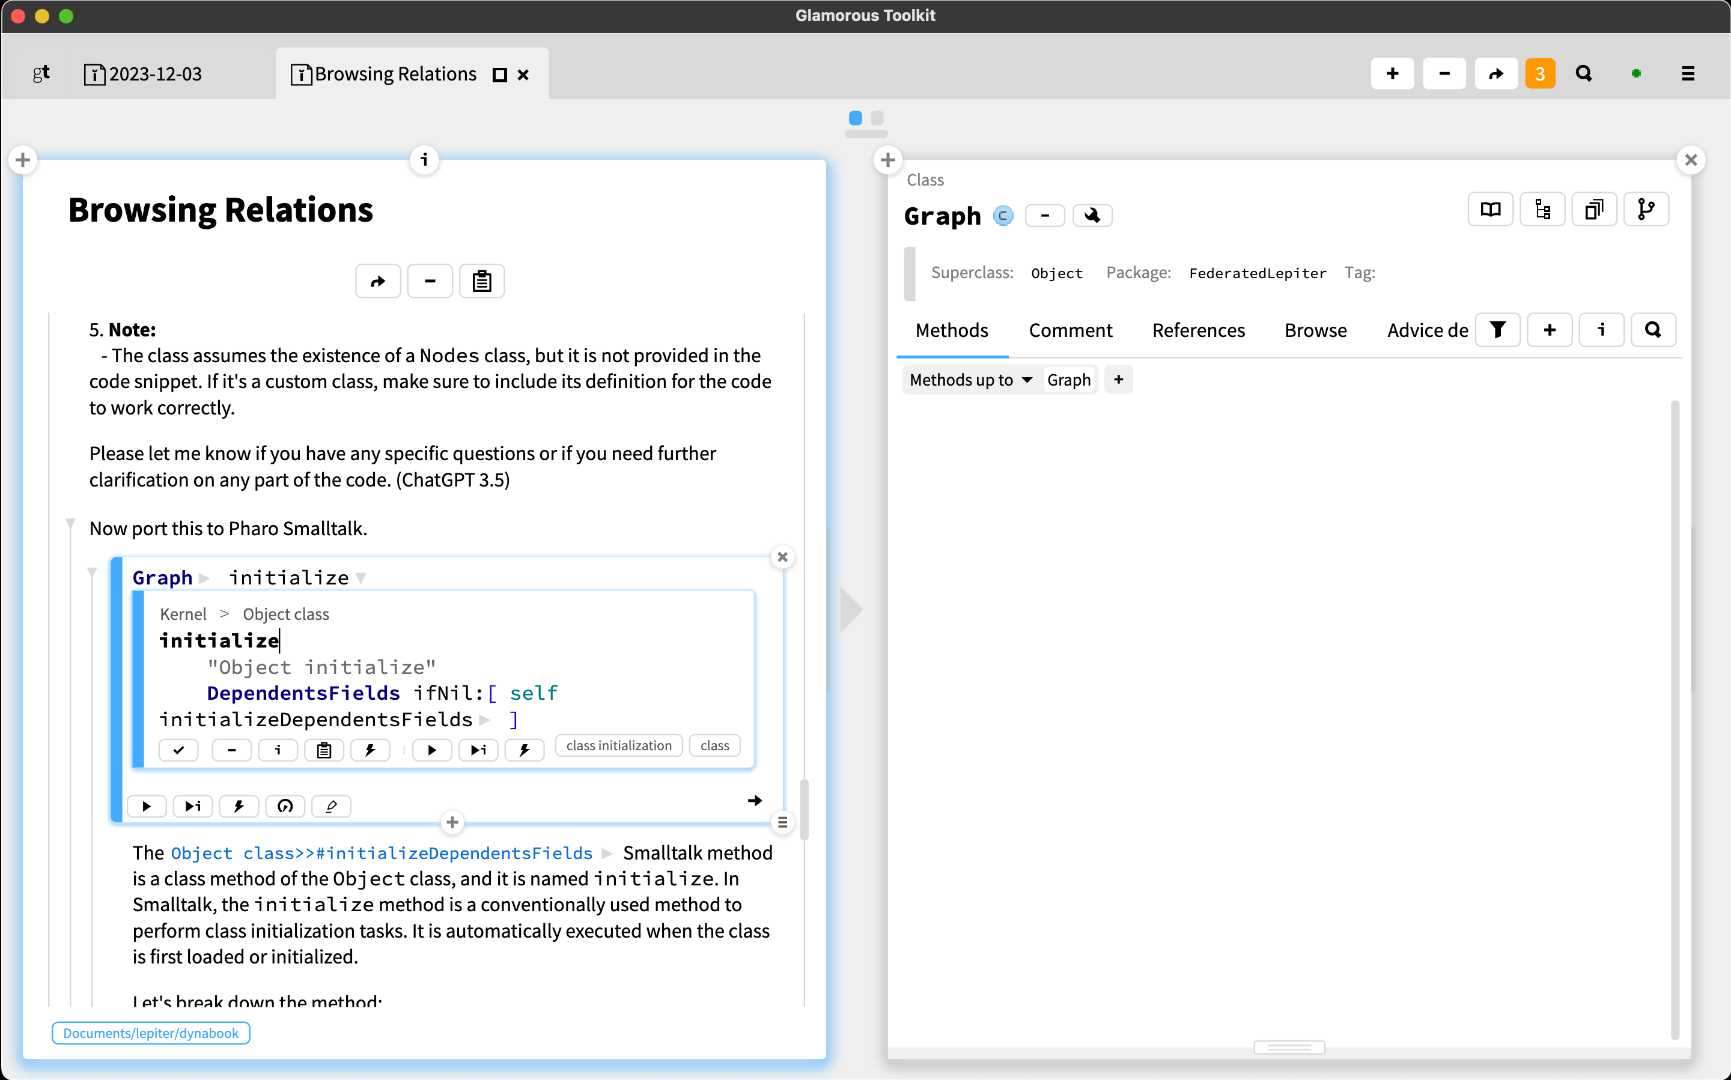 Glamorous Toolkit
gt
2023-12-03
Browsing Relations
3
i
Browsing Relations
5. Note:
- The class assumes the existence of a Nodes class, but it is not provided in the
code snippet. If it's a custom class, make sure to include its definition for the code
to work correctly.
Please let me know if you have any specific questions or if you need further
clarification on any part of the code. (ChatGPT 3.5)
Now port this to Pharo Smalltalk.
Graph initialize
Kernel > Object class
initialize
"Object initialize"
DependentsFields ifNil:[ self
initializeDependentsFields ]
i
i
class initialization
class
i
The Object class>>#initializeDependentsFields Smalltalk method
is a class method of the Object class, and it is named initialize. In
Smalltalk, the initialize method is a conventionally used method to
perform class initialization tasks. It is automatically executed when the class
is first loaded or initialized.
Let's break down the method:
Documents/lepiter/dynabook
Class
Graph C
Superclass: Object Package: FederatedLepiter Tag:
Methods Comment References Browse Advice de
i
Methods up to Graph +